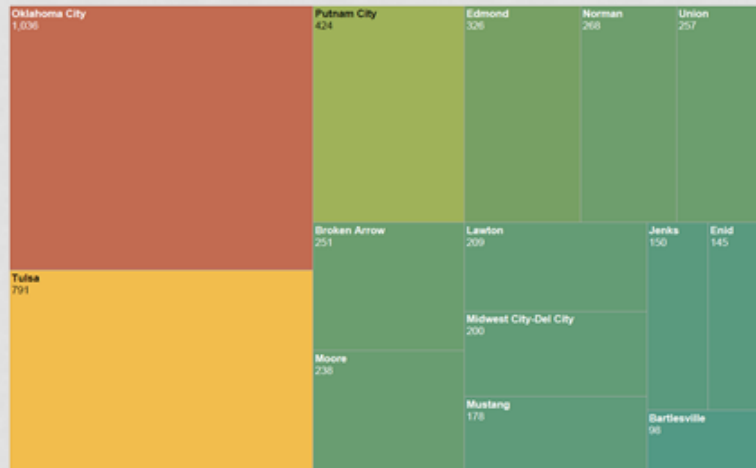 Oklahoma City
1,036
Putnam City
424
Edmond
326
Norman
268
Union
257
Broken Arrow
251
Lawton
209
Jenks
150
Enid
145
Tulsa
791
Midwest City-Del City
200
Moore
238
Mustang
178
Bartlesville
98